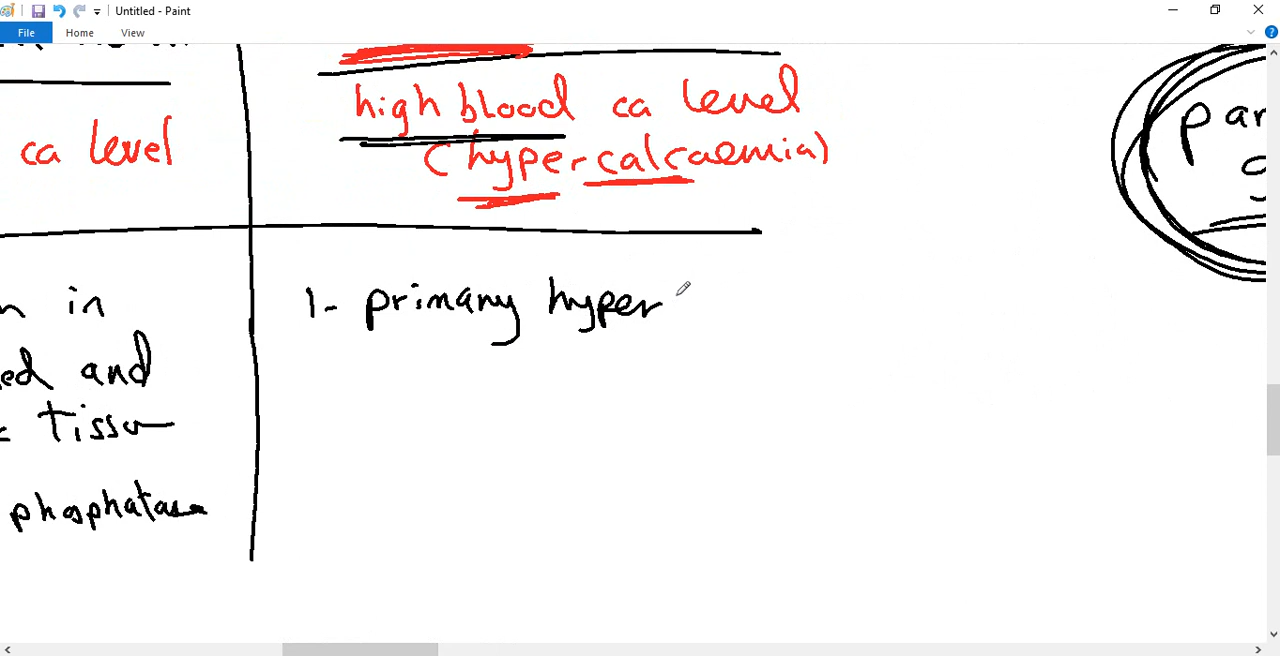 Untitled - Paint
File Home View
high blood ca level
ca level
(hypercalcaemia)
par
n in
1- primary hyper
ed and
tissu
phosphatase